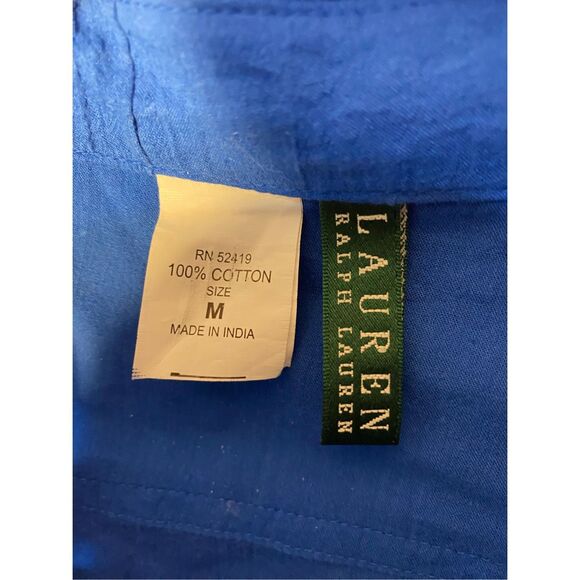 RN 52419
100% COTTON
SIZE
M
MADE IN INDIA
LAUREN
RALPH LAUREN